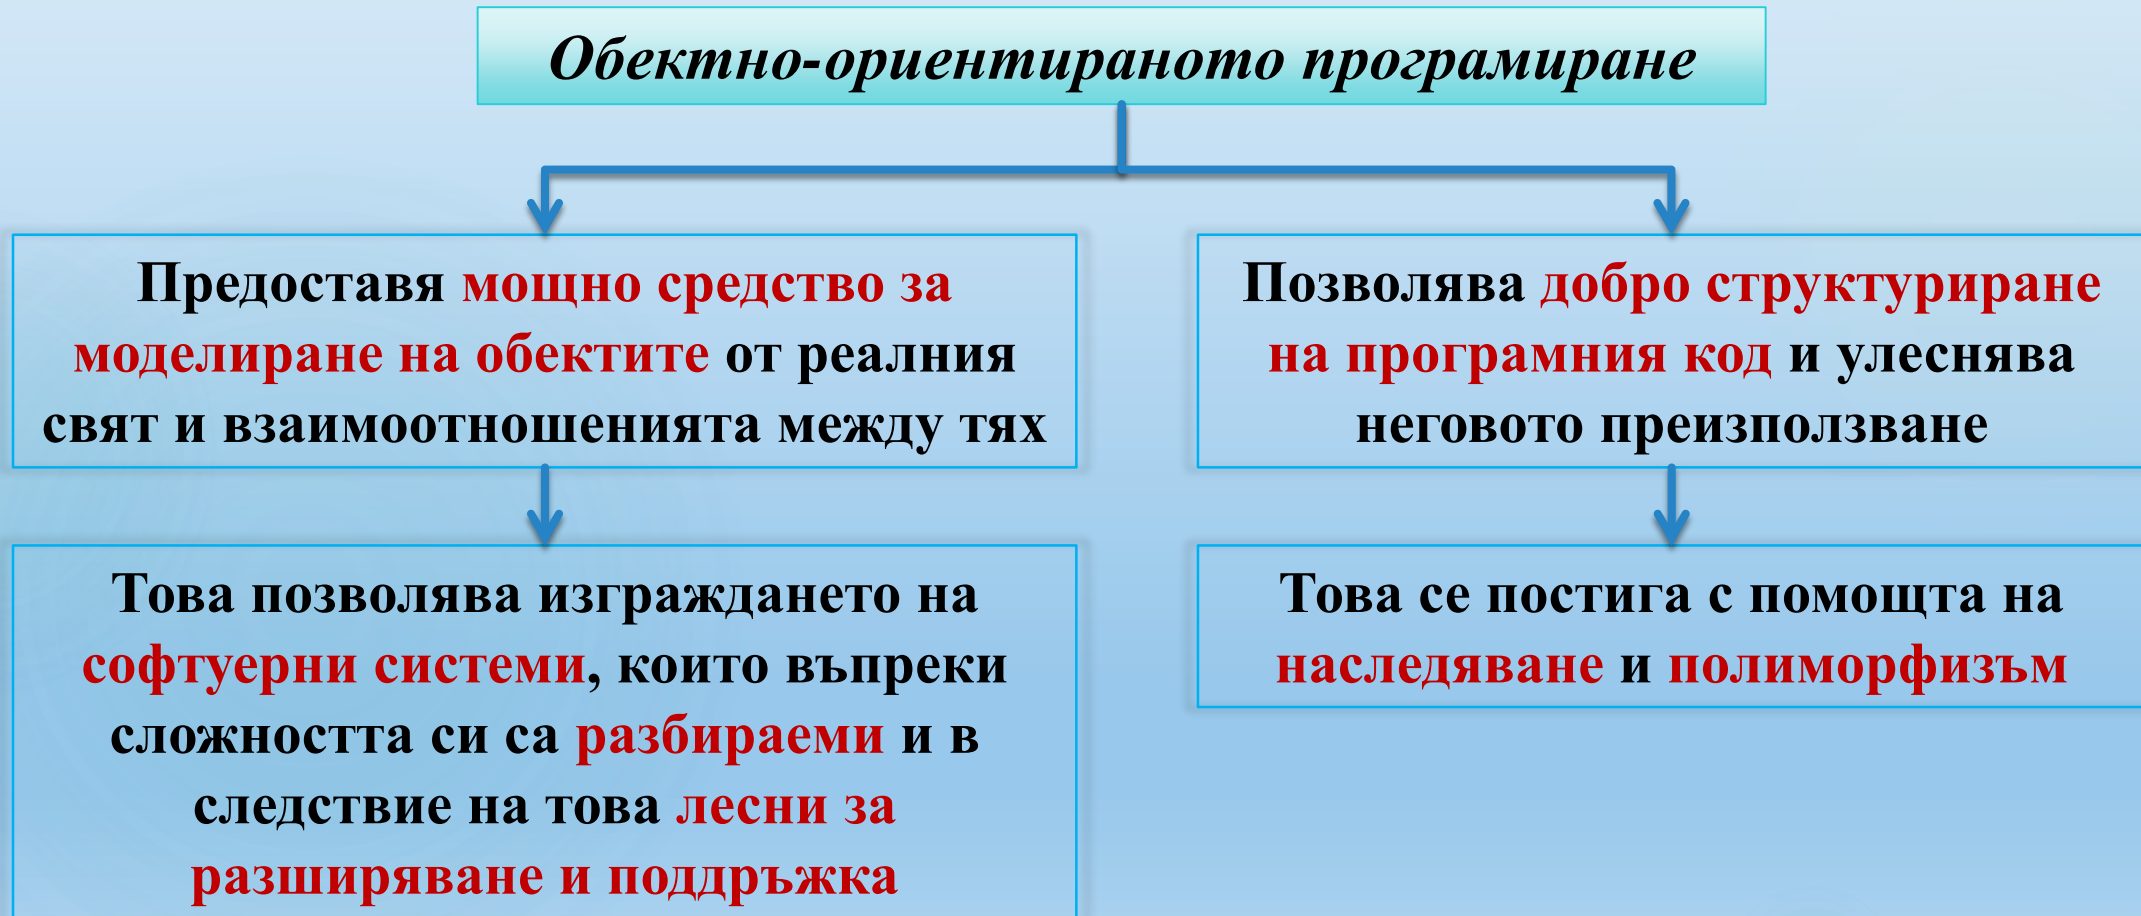 Обектно-ориентираното програмиране
Предоставя мощно средство за
моделиране на обектите от реалния
свят и взаимоотношенията между тях
Това позволява изграждането на
софтуерни системи, които въпреки
сложността си са разбираеми и в
следствие на това лесни за
разширяване и поддръжка
Позволява добро структуриране
на програмния код и улеснява
неговото преизползване
Това се постига с помощта на
наследяване и полиморфизъм